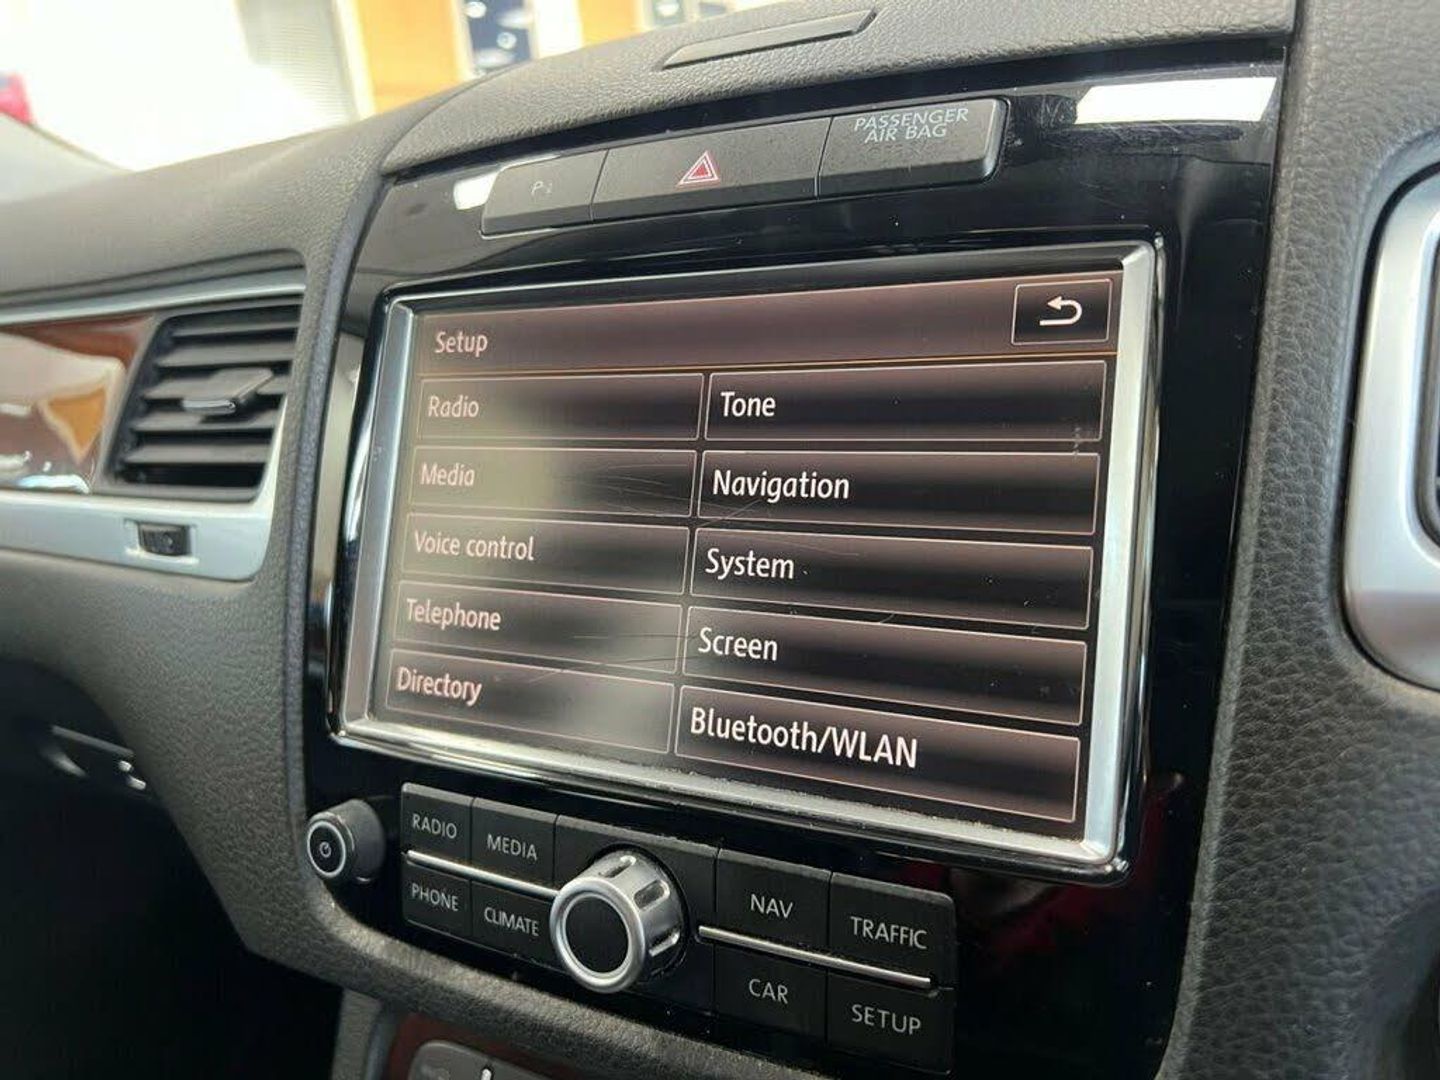 P
PASSENGER
AIR BAG
Setup
Radio
Tone
Media
Navigation
Voice control
System
Telephone
Screen
Directory
Bluetooth/WLAN
RADIO
MEDIA
PHONE
CLIMATE
NAV
TRAFFIC
CAR
SETUP